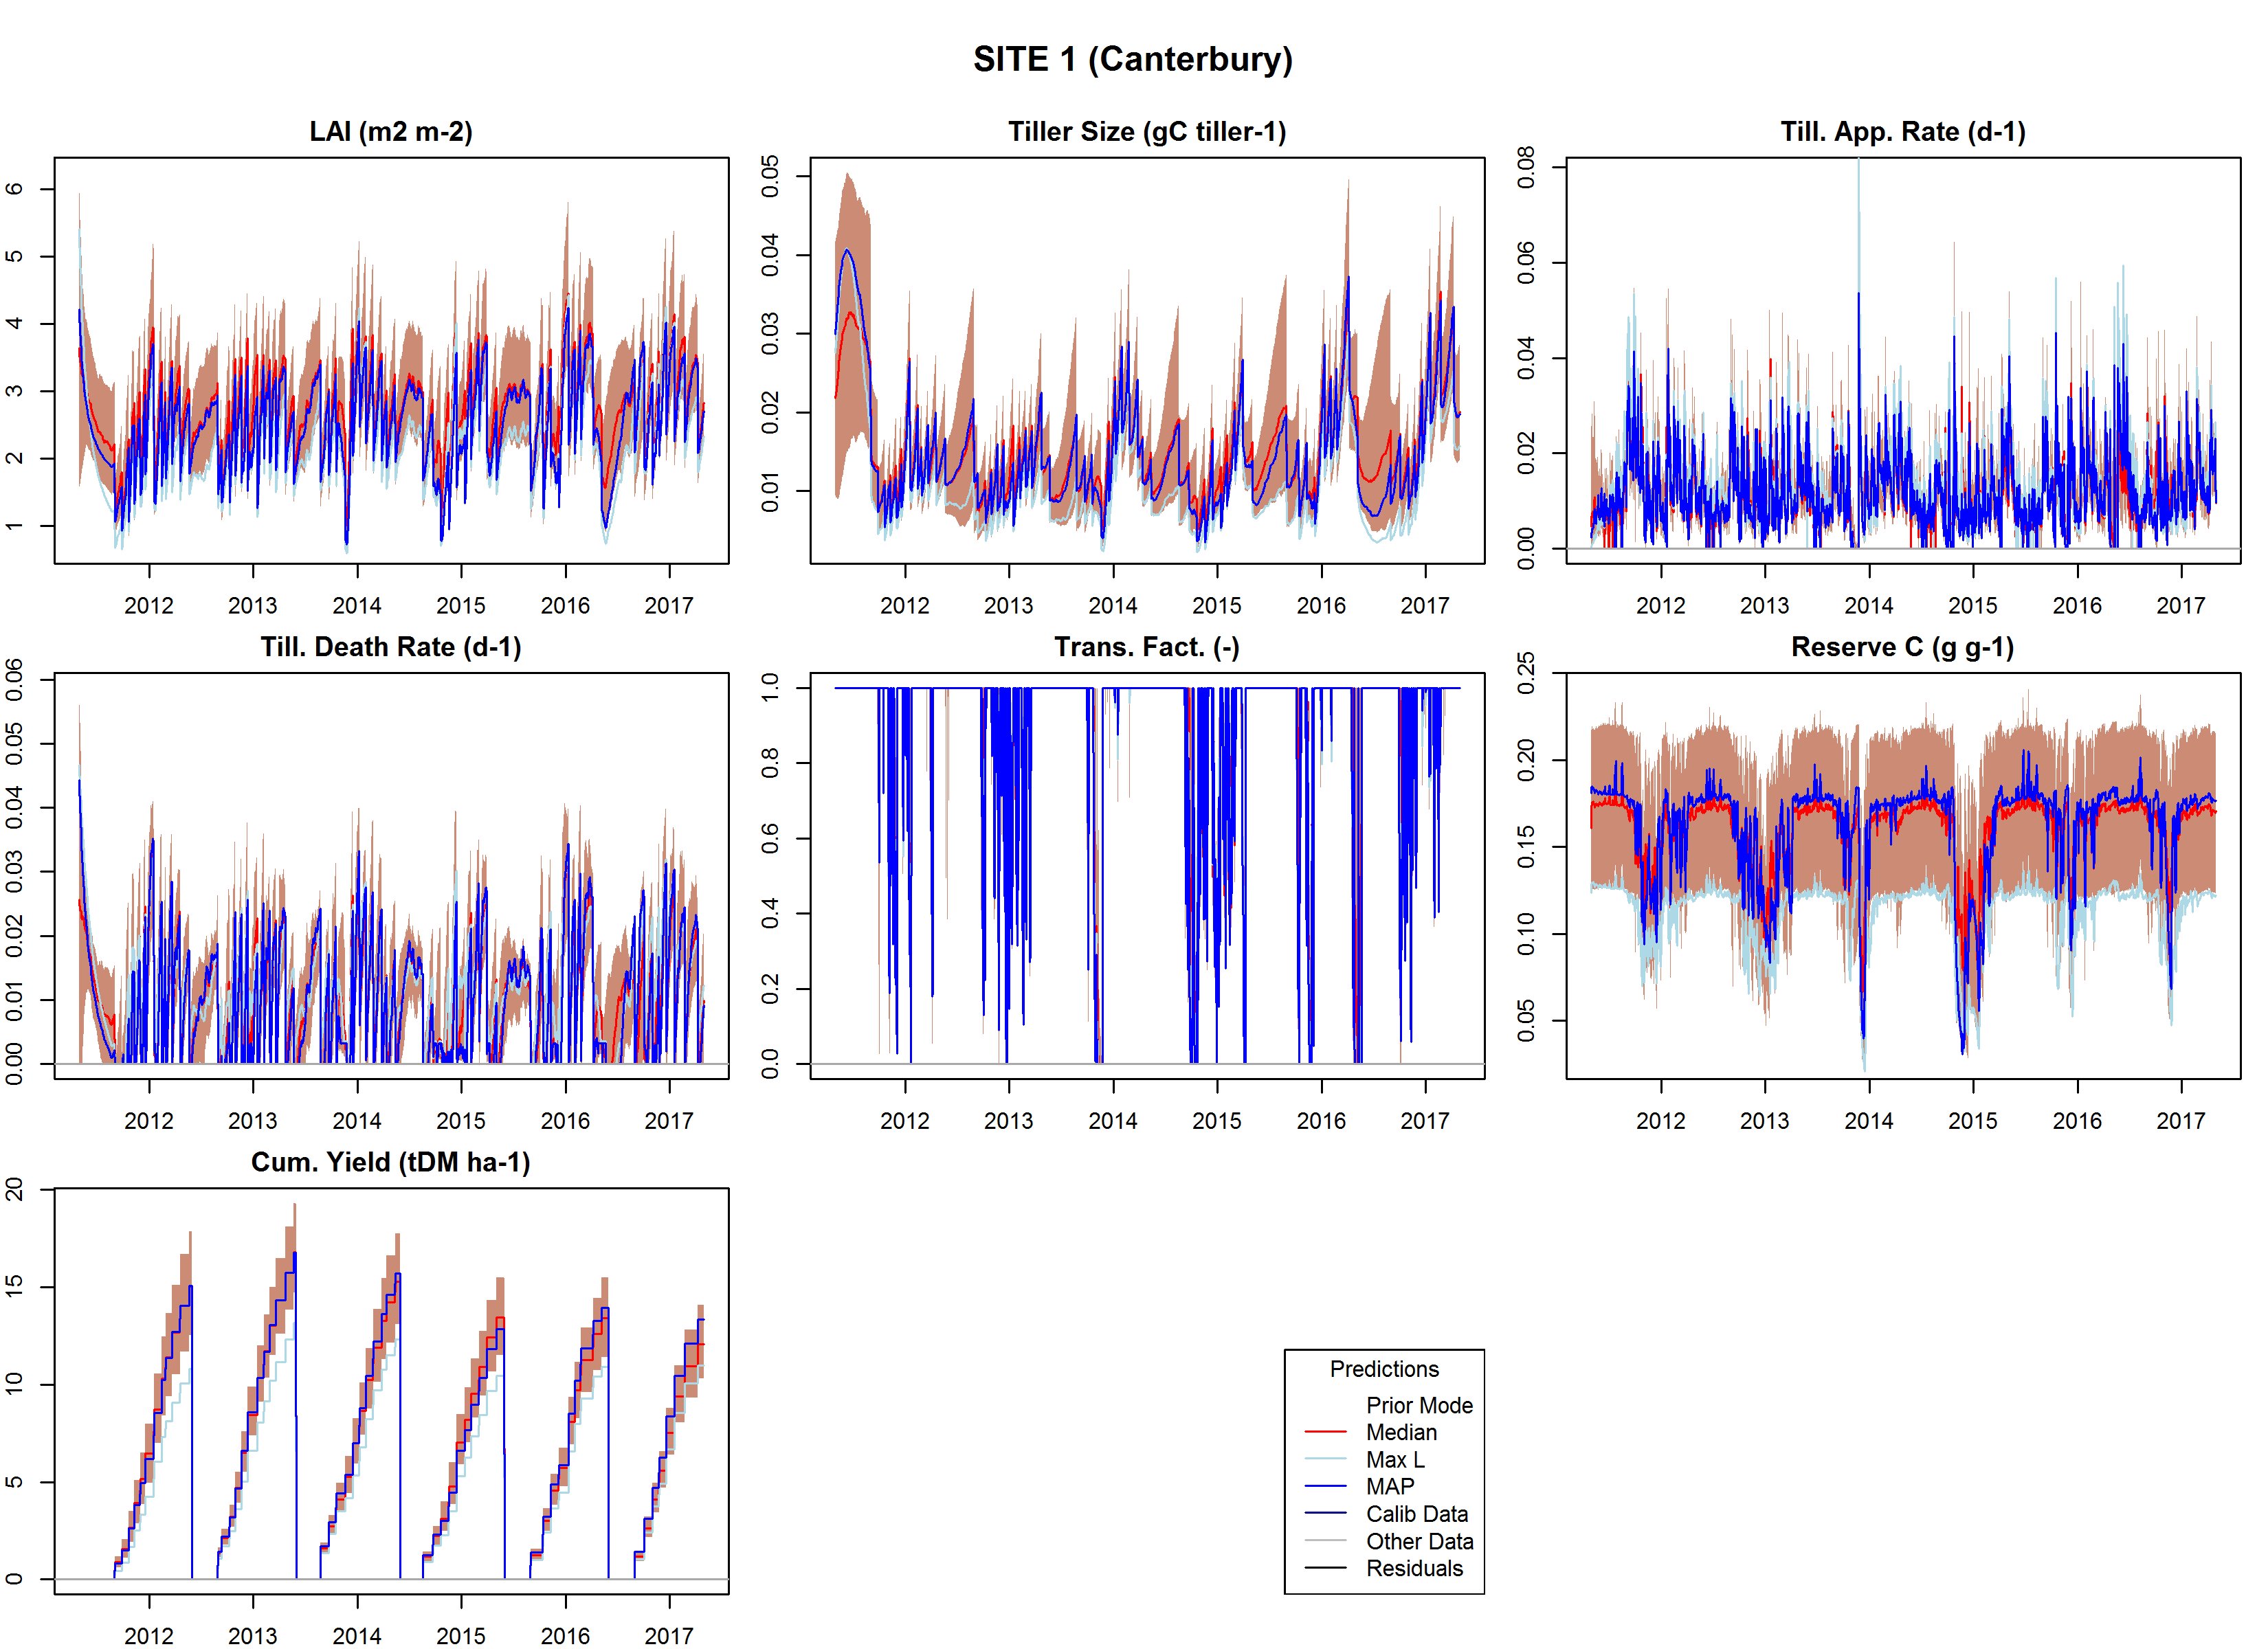 SITE 1 (Canterbury)
LAI (m2 m-2)
6
5
4
3
2
1
2012 2013 2014 2015 2016 2017
Tiller Size (gC tiller-1)
0.05
0.04
0.03
0.02
0.01
2012 2013 2014 2015 2016 2017
Till. App. Rate (d-1)
0.08
0.06
0.04
0.02
0.00
2012 2013 2014 2015 2016 2017
Till. Death Rate (d-1)
0.06
0.05
0.04
0.03
0.02
0.01
0.00
2012 2013 2014 2015 2016 2017
Trans. Fact. (-)
1.0
0.8
0.6
0.4
0.2
0.0
2012 2013 2014 2015 2016 2017
Reserve C (g g-1)
0.25
0.20
0.15
0.10
0.05
2012 2013 2014 2015 2016 2017
Cum. Yield (tDM ha-1)
20
15
10
5
0
2012 2013 2014 2015 2016 2017
Predictions
Prior Mode
Median
Max L
MAP
Calib Data
Other Data
Residuals